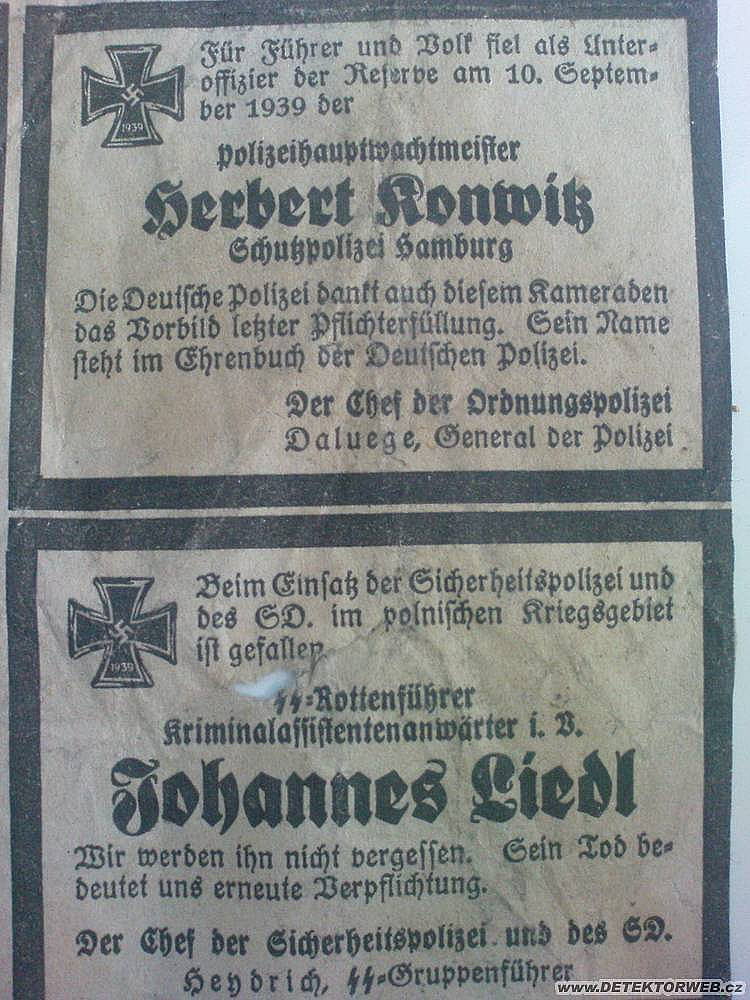 Für Führer und Volk fiel als Unter-
offizier der Reserve am 10. Septem-
ber 1939 der
1939
Polizeihauptwachtmeister
Herbert Konwitz
Schutzpolizei Hamburg
Die Deutsche Polizei dankt auch diesem Kameraden
das Vorbild letzter Pflichterfüllung. Sein Name
steht im Ehrenbuch der Deutschen Polizei.
Der Chef der Ordnungspolizei
Daluege, General der Polizei
Beim Einsatz der Sicherheitspolizei und
des SD. im polnischen Kriegsgebiet
ist gefallen
1939
SS-Rottenführer
Kriminalassistentenanwärter i. V.
Johannes Liedl
Wir werden ihn nicht vergessen. Sein Tod be-
deutet uns erneute Verpflichtung.
Der Chef der Sicherheitspolizei und des SD.
Heydrich, SS-Gruppenführer
www.DETEKTORWEB.cz